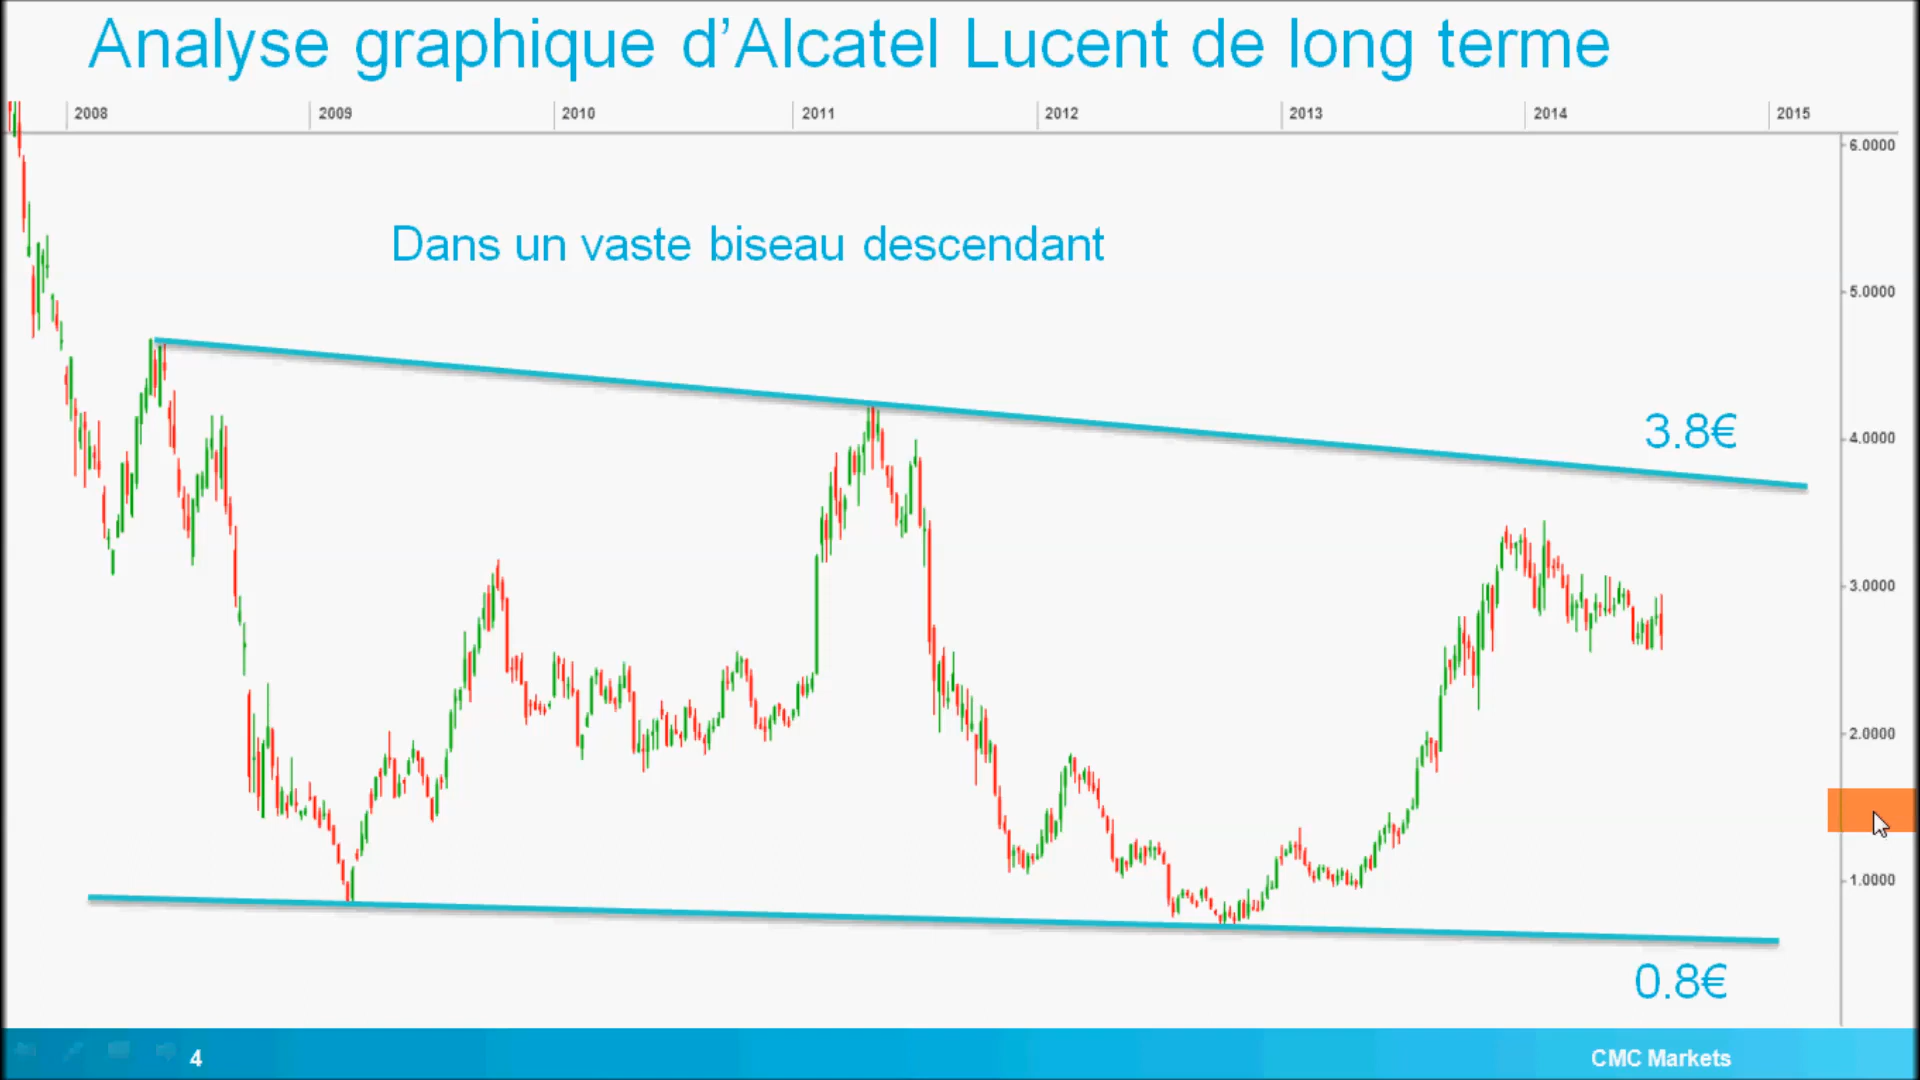 Analyse graphique d’Alcatel Lucent de long terme
2008 2009 2010 2011 2012 2013 2014 2015
6.0000
Dans un vaste biseau descendant
5.0000
3.8€
4.0000
3.0000
2.0000
1.0000
0.8€
4
CMC Markets